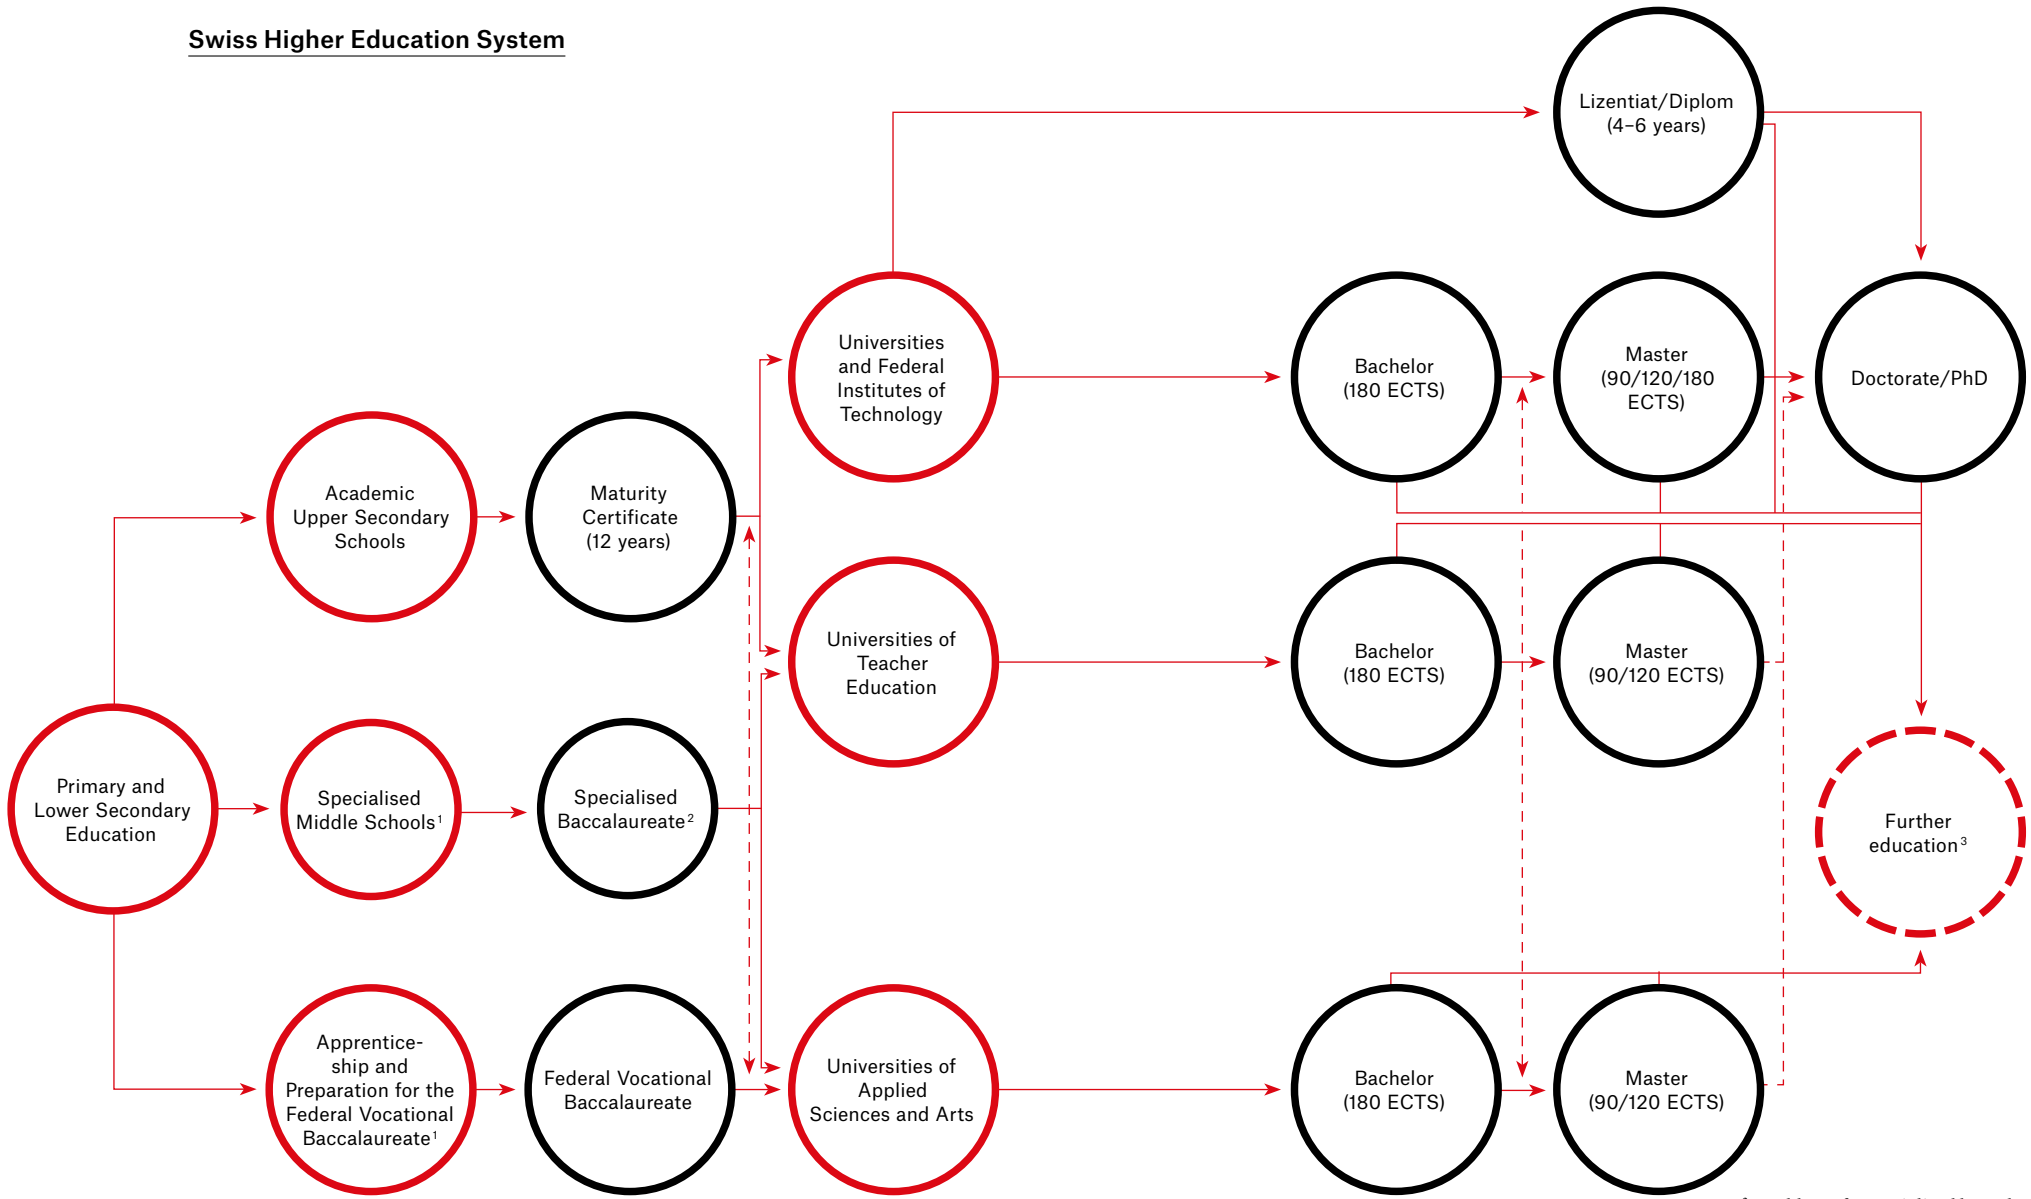 Swiss Higher Education System
Lizentiat/Diplom
(4–6 years)
Universities
and Federal
Institutes of
Technology
Bachelor
(180 ECTS)
Master
(90/120/180
ECTS)
Doctorate/PhD
Academic
Upper Secondary
Schools
Maturity
Certificate
(12 years)
Universities of
Teacher
Education
Bachelor
(180 ECTS)
Master
(90/120 ECTS)
Primary and
Lower Secondary
Education
Specialised
Middle Schools¹
Specialised
Baccalaureate²
Further
education³
Apprentice-
ship and
Preparation for the
Federal Vocational
Baccalaureate¹
Federal Vocational
Baccalaureate
Universities of
Applied
Sciences and Arts
Bachelor
(180 ECTS)
Master
(90/120 ECTS)